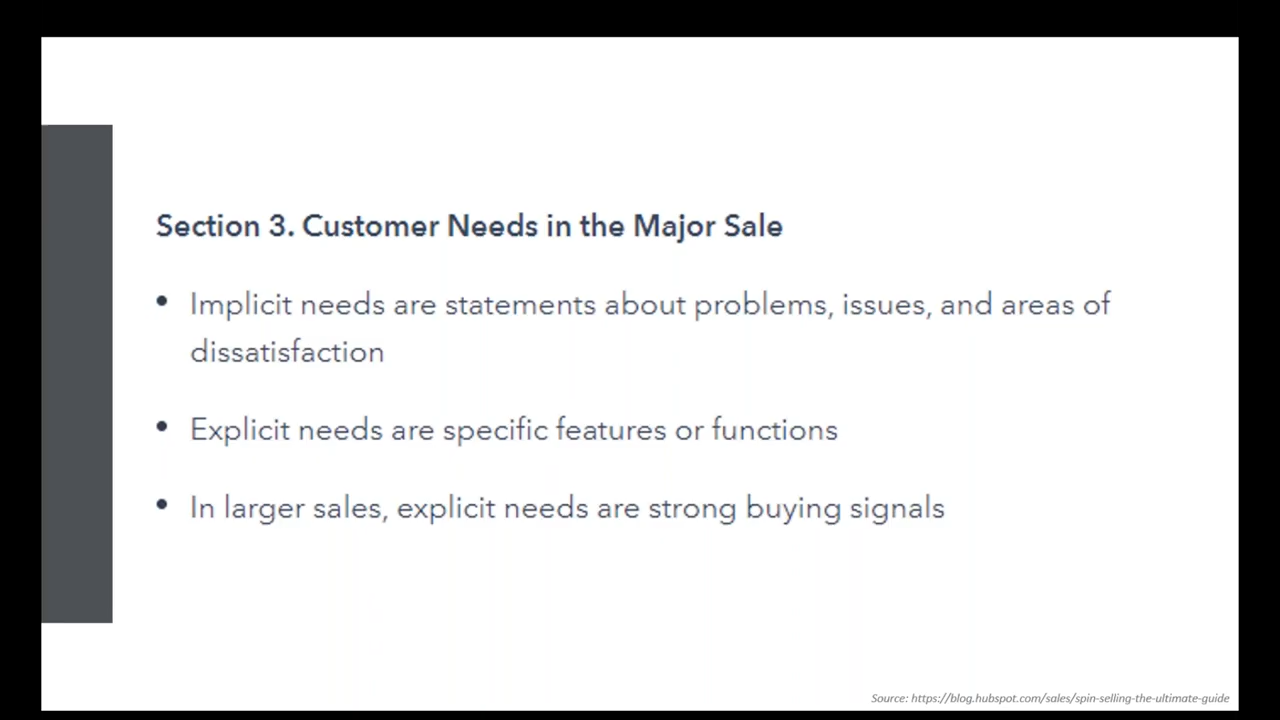 Section 3. Customer Needs in the Major Sale
• Implicit needs are statements about problems, issues, and areas of
dissatisfaction
• Explicit needs are specific features or functions
• In larger sales, explicit needs are strong buying signals
Source: https://blog.hubspot.com/sales/spin-selling-the-ultimate-guide